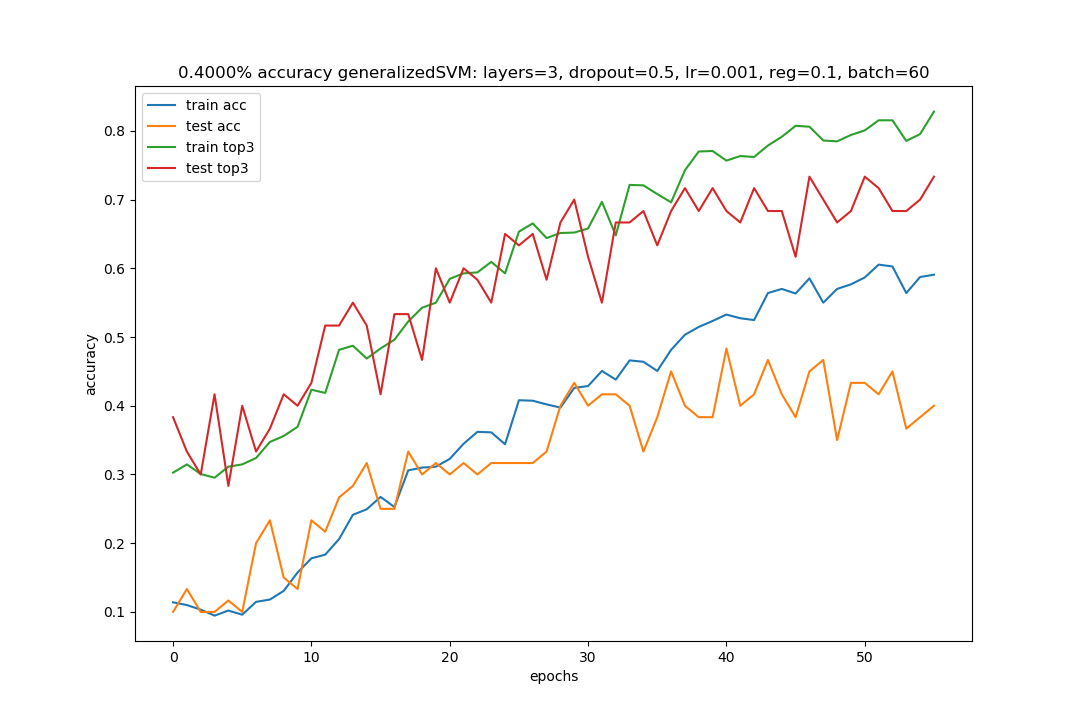 0.4000% accuracy generalizedSVM: layers=3, dropout=0.5, lr=0.001, reg=0.1, batch=60
train acc
test acc
train top3
test top3
accuracy
0.8
0.7
0.6
0.5
0.4
0.3
0.2
0.1
0 10 20 30 40 50
epochs